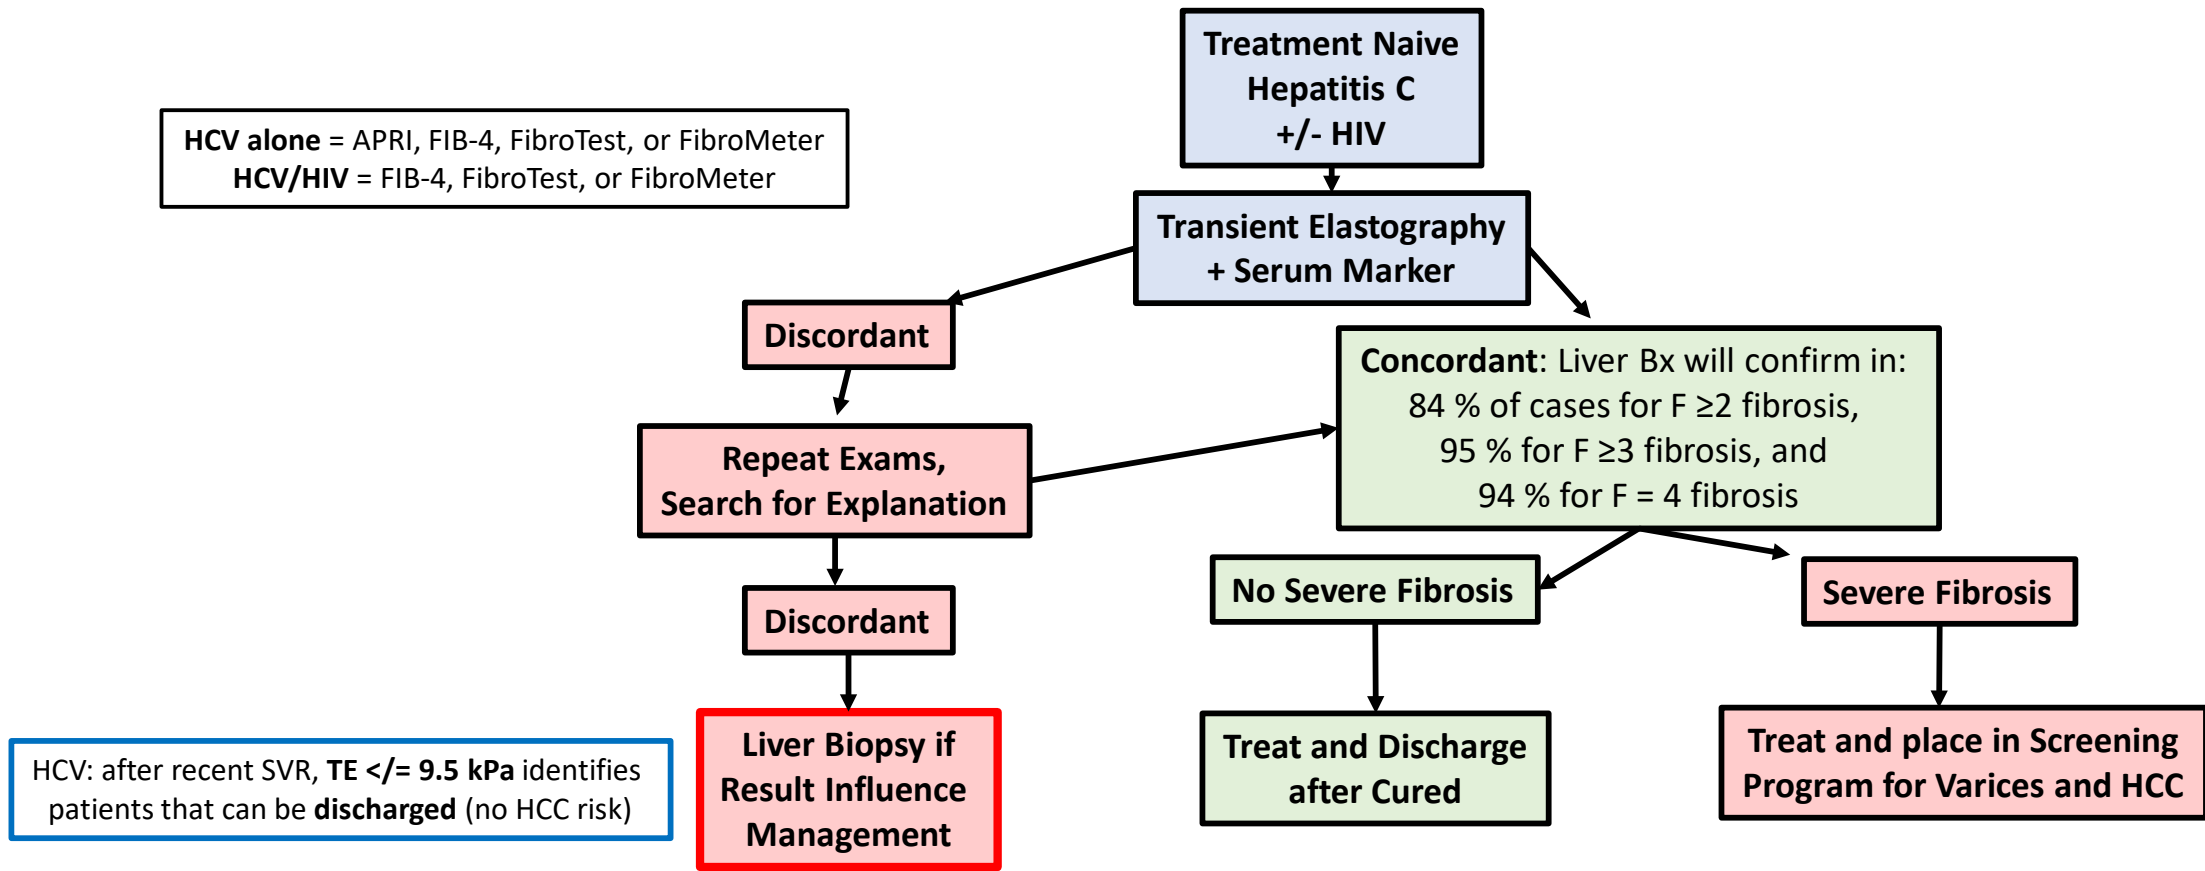 Treatment Naive
Hepatitis C
+/- HIV
HCV alone = APRI, FIB-4, FibroTest, or FibroMeter
HCV/HIV = FIB-4, FibroTest, or FibroMeter
Transient Elastography
+ Serum Marker
Discordant
Concordant: Liver Bx will confirm in:
84 % of cases for F ≥2 fibrosis,
95 % for F ≥3 fibrosis, and
94 % for F = 4 fibrosis
Repeat Exams,
Search for Explanation
No Severe Fibrosis
Severe Fibrosis
Discordant
Liver Biopsy if
Result Influence
Management
Treat and Discharge
after Cured
Treat and place in Screening
Program for Varices and HCC
HCV: after recent SVR, TE </= 9.5 kPa identifies
patients that can be discharged (no HCC risk)